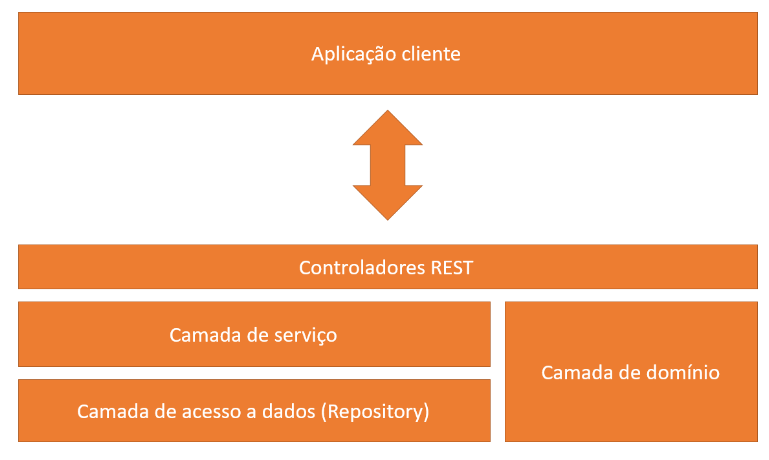 Aplicação cliente
Controladores REST
Camada de serviço
Camada de domínio
Camada de acesso a dados (Repository)